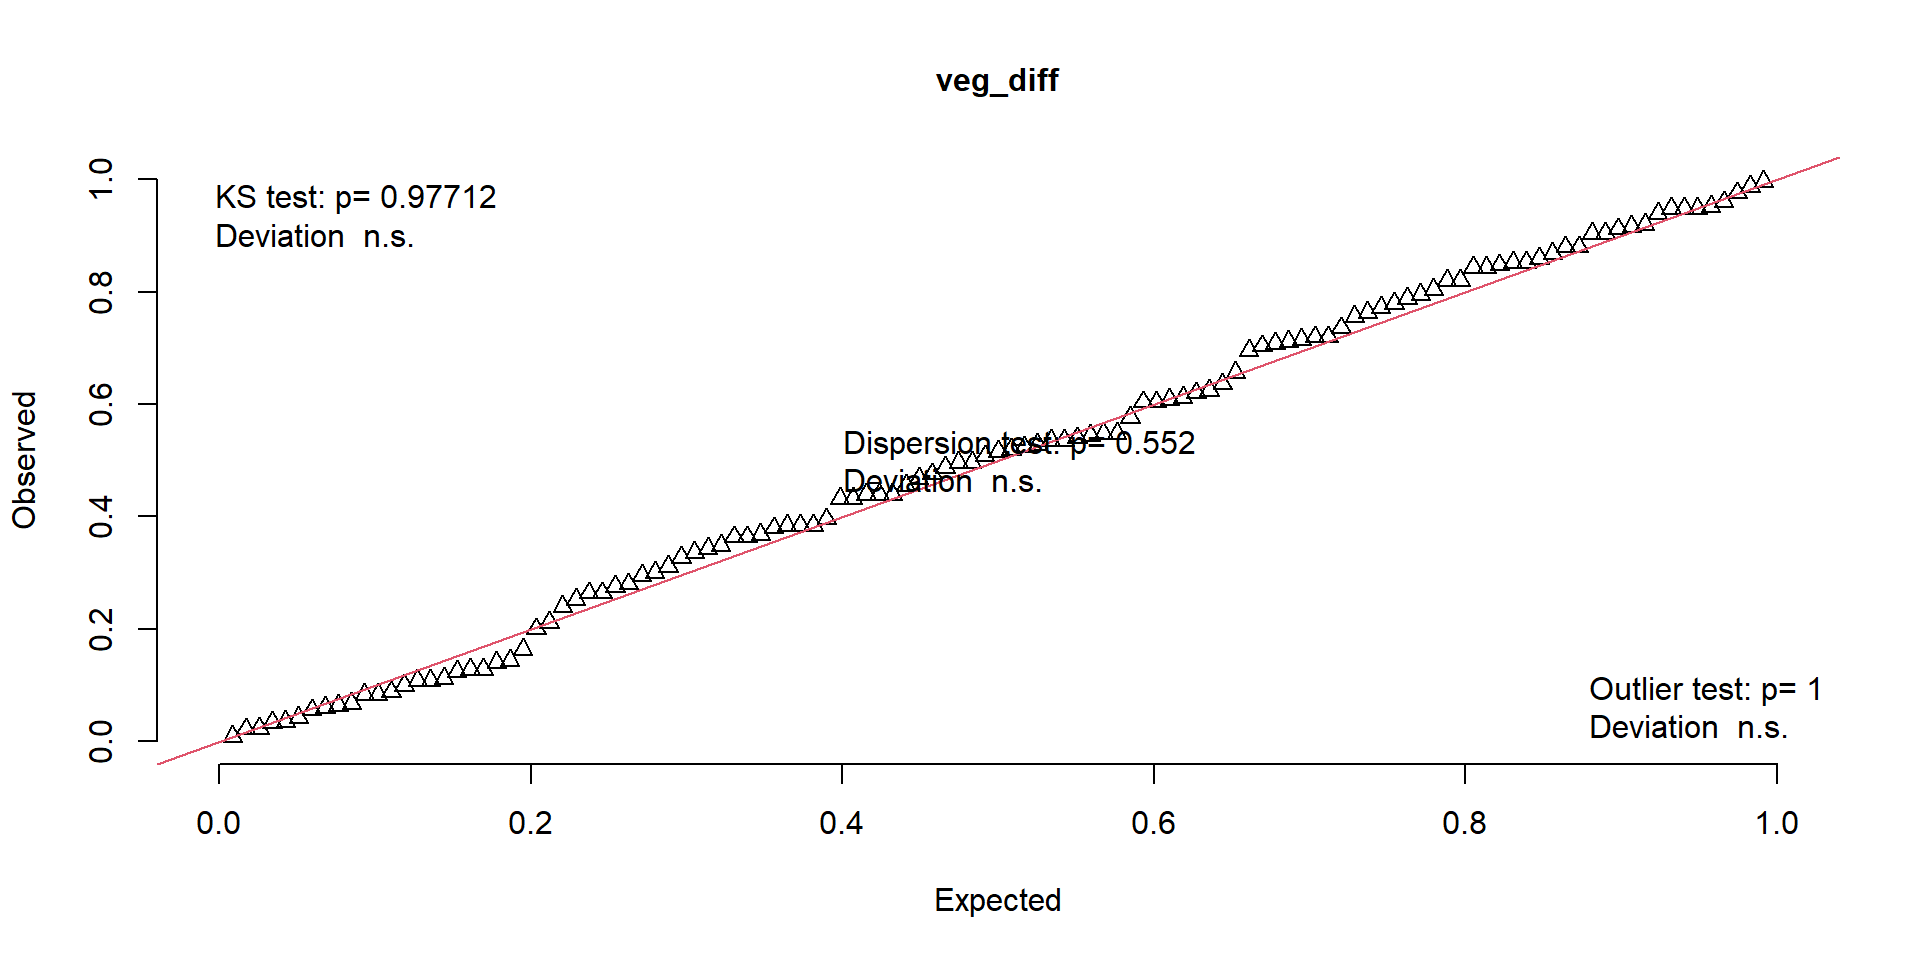 veg_diff
KS test: p= 0.97712
Deviation  n.s.
Dispersion test: p= 0.552
Deviation  n.s.
Outlier test: p= 1
Deviation  n.s.
Observed
0.0 0.2 0.4 0.6 0.8 1.0
0.0 0.2 0.4 0.6 0.8 1.0
Expected